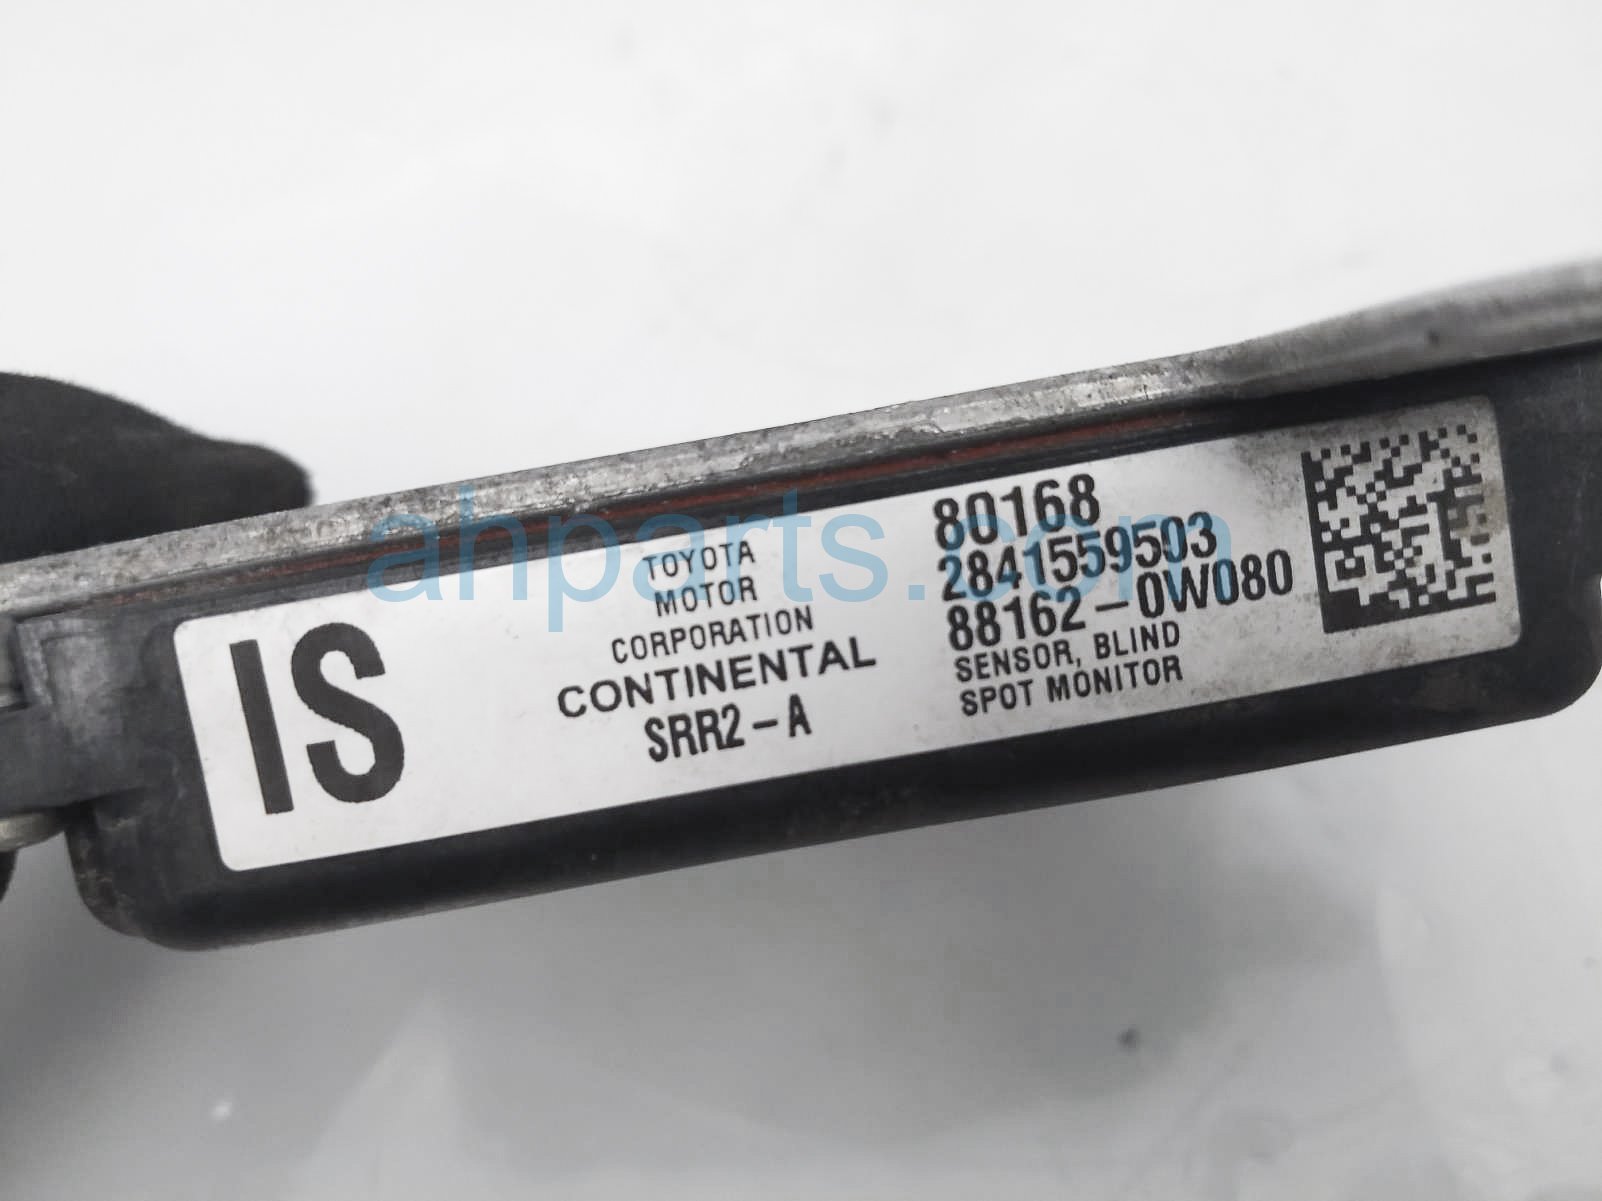 IS
TOYOTA
MOTOR
CORPORATION
CONTINENTAL
SRR2-A
80168
2841559503
88162-0W080
SENSOR, BLIND
SPOT MONITOR
ahparts.com